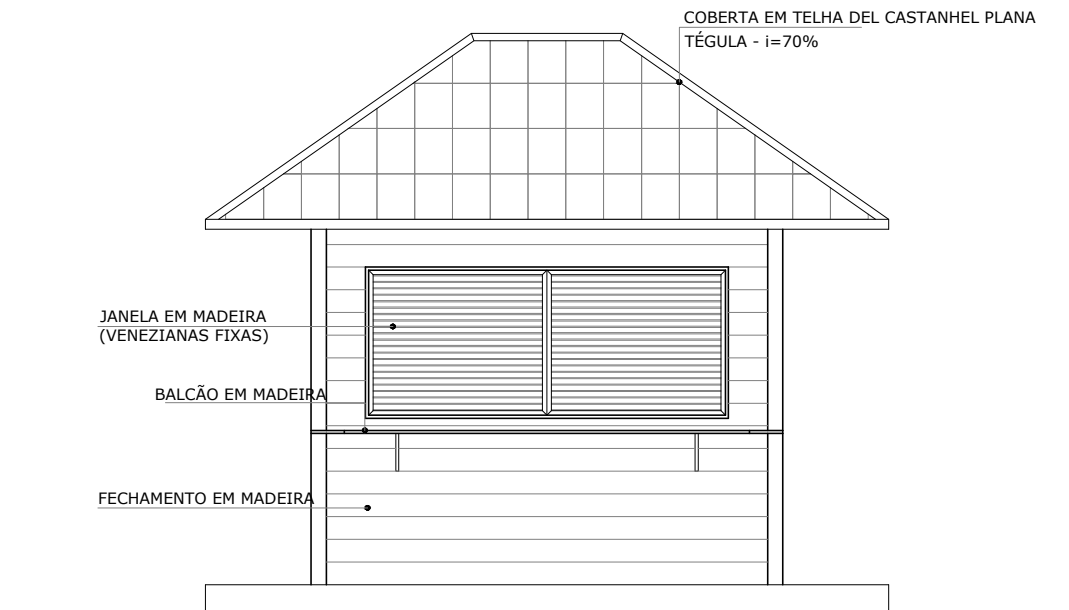 COBERTA EM TELHA DEL CASTANHEL PLANA
TÉGULA - i=70%
JANELA EM MADEIRA
(VENEZIANAS FIXAS)
BALCÃO EM MADEIRA
FECHAMENTO EM MADEIRA